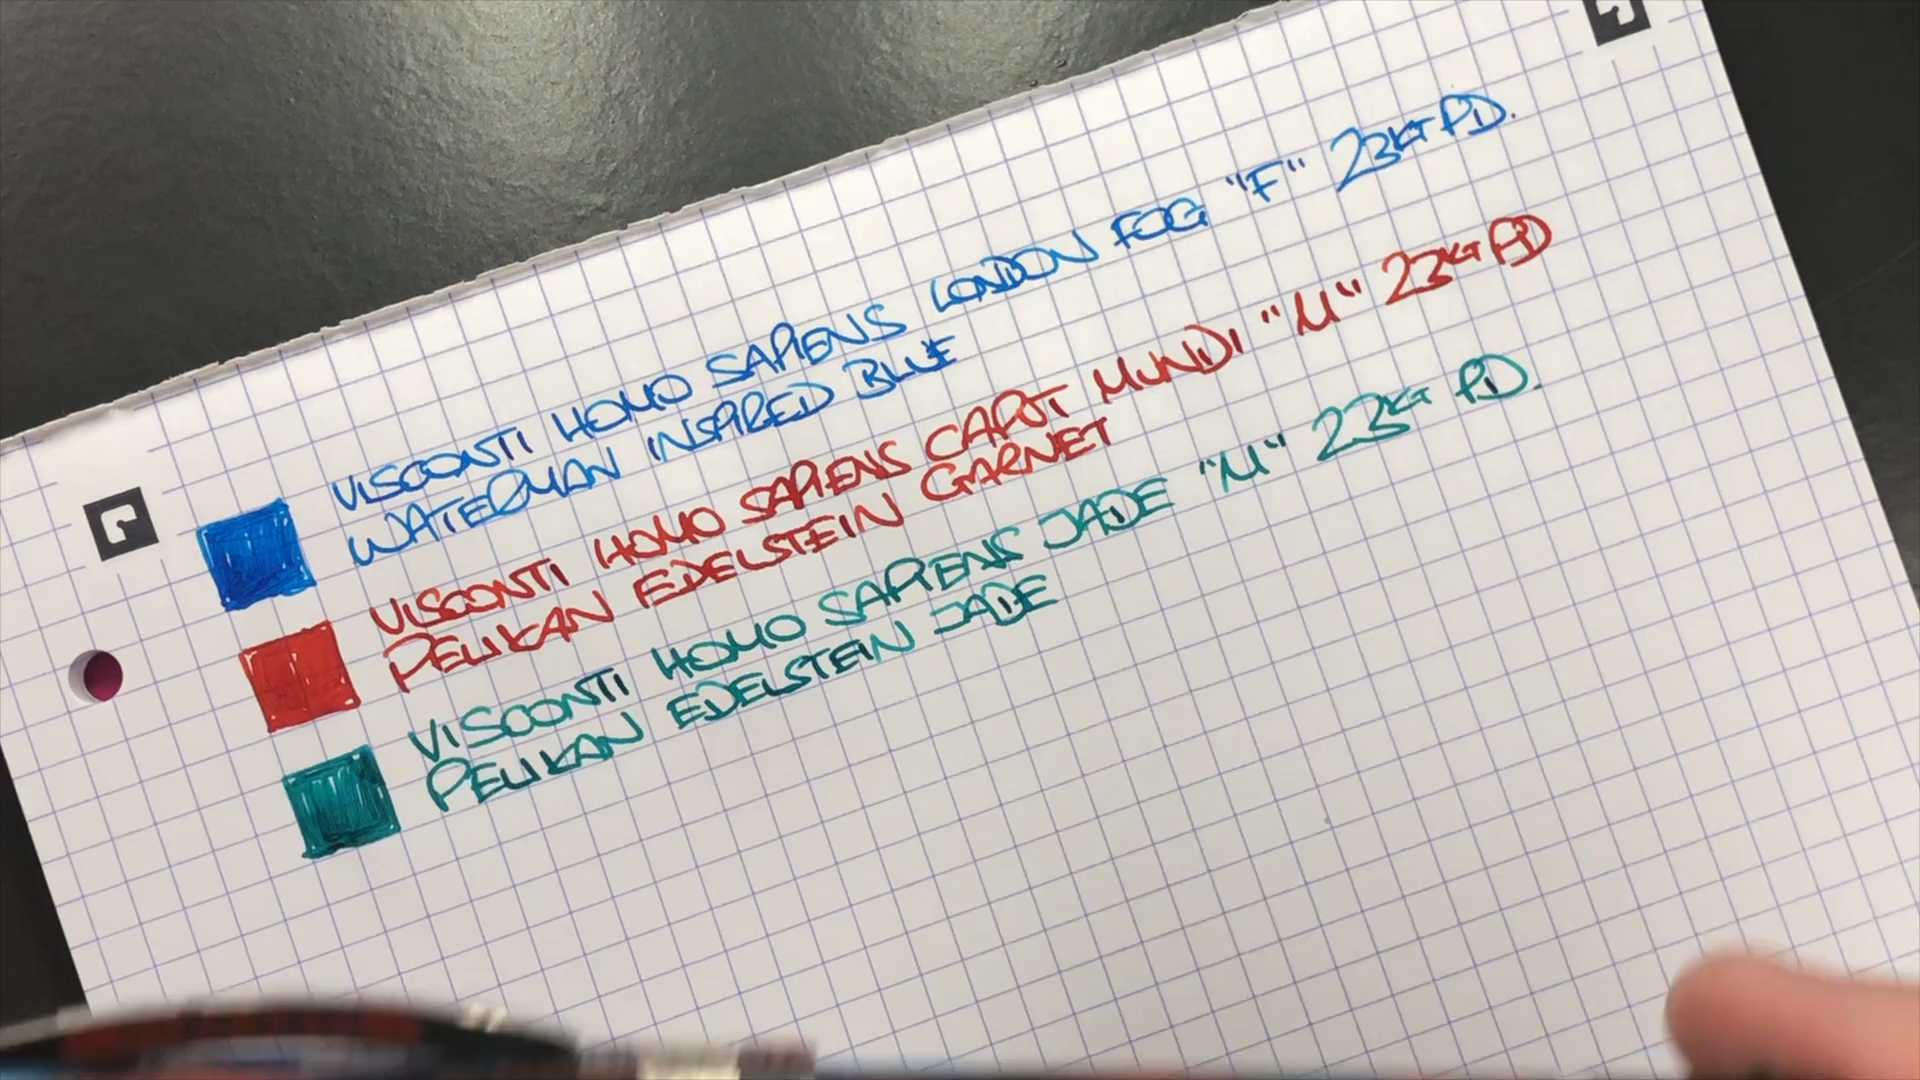 VISCONTI HOMO SAPIENS LONDON FOG "F" 23KT PD.
WATERMAN INSPIRED BLUE
VISCONTI HOMO SAPIENS CAPUT MUNDI "M" 23KT PD
PELIKAN EDELSTEIN GARNET
VISCONTI HOMO SAPIENS JADE "M" 23KT PD.
PELIKAN EDELSTEIN JADE